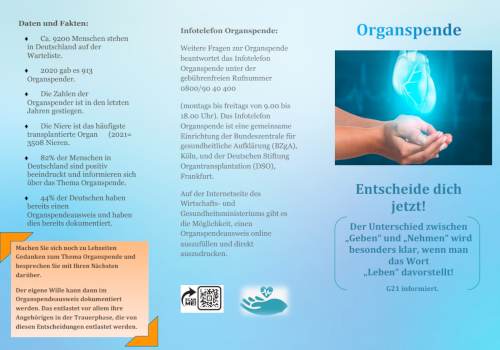 Daten und Fakten:
♦ Ca. 9200 Menschen stehen
in Deutschland auf der
Warteliste.
♦ 2020 gab es 913
Organspender.
♦ Die Zahlen der
Organspender ist in den letzten
Jahren gestiegen.
♦ Die Niere ist das häufigste
transplantierte Organ (2021=
3508 Nieren.
♦ 82% der Menschen in
Deutschland sind positiv
beeindruckt und informieren sich
über das Thema Organspende.
♦ 44% der Deutschen haben
bereits einen
Organspendeausweis und haben
dies bereits dokumentiert.
Machen Sie sich noch zu Lebzeiten
Gedanken zum Thema Organspende und
besprechen Sie mit Ihren Nächsten
darüber.
Der eigene Wille kann dann im
Organspendeausweis dokumentiert
werden. Das entlastet vor allem ihre
Angehörigen in der Trauerphase, die von
diesen Entscheidungen entlastet werden.
Infotelefon Organspende:
Weitere Fragen zur Organspende
beantwortet das Infotelefon
Organspende unter der
gebührenfreien Rufnummer
0800/90 40 400
(montags bis freitags von 9.00 bis
18.00 Uhr). Das Infotelefon
Organspende ist eine gemeinsame
Einrichtung der Bundeszentrale für
gesundheitliche Aufklärung (BZgA),
Köln, und der Deutschen Stiftung
Organtransplantation (DSO),
Frankfurt.
Auf der Internetseite des
Wirtschafts- und
Gesundheitsministeriums gibt es
die Möglichkeit, einen
Organspendeausweis online
auszufüllen und direkt
auszudrucken.
SCAN
ME!
Organspende
Entscheide dich
jetzt!
Der Unterschied zwischen
„Geben“ und „Nehmen“ wird
besonders klar, wenn man
das Wort
„Leben“ davorstellt!
G21 informiert.